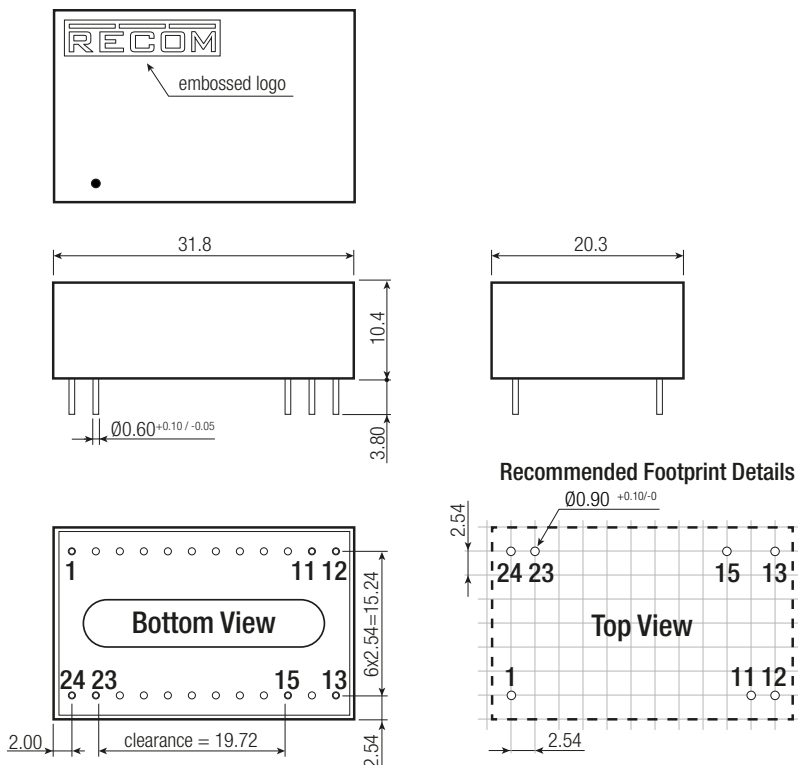 RECOM
embossed logo
31.8
20.3
10.4
3.80
Ø0.60+0.10 / -0.05
Recommended Footprint Details
Ø0.90 +0.10/-0
2.54
24 23 15 13
Top View
1 11 12
2.54
1 11 12
Bottom View
6x2.54=15.24
24 23 15 13
2.00
clearance = 19.72
2.54